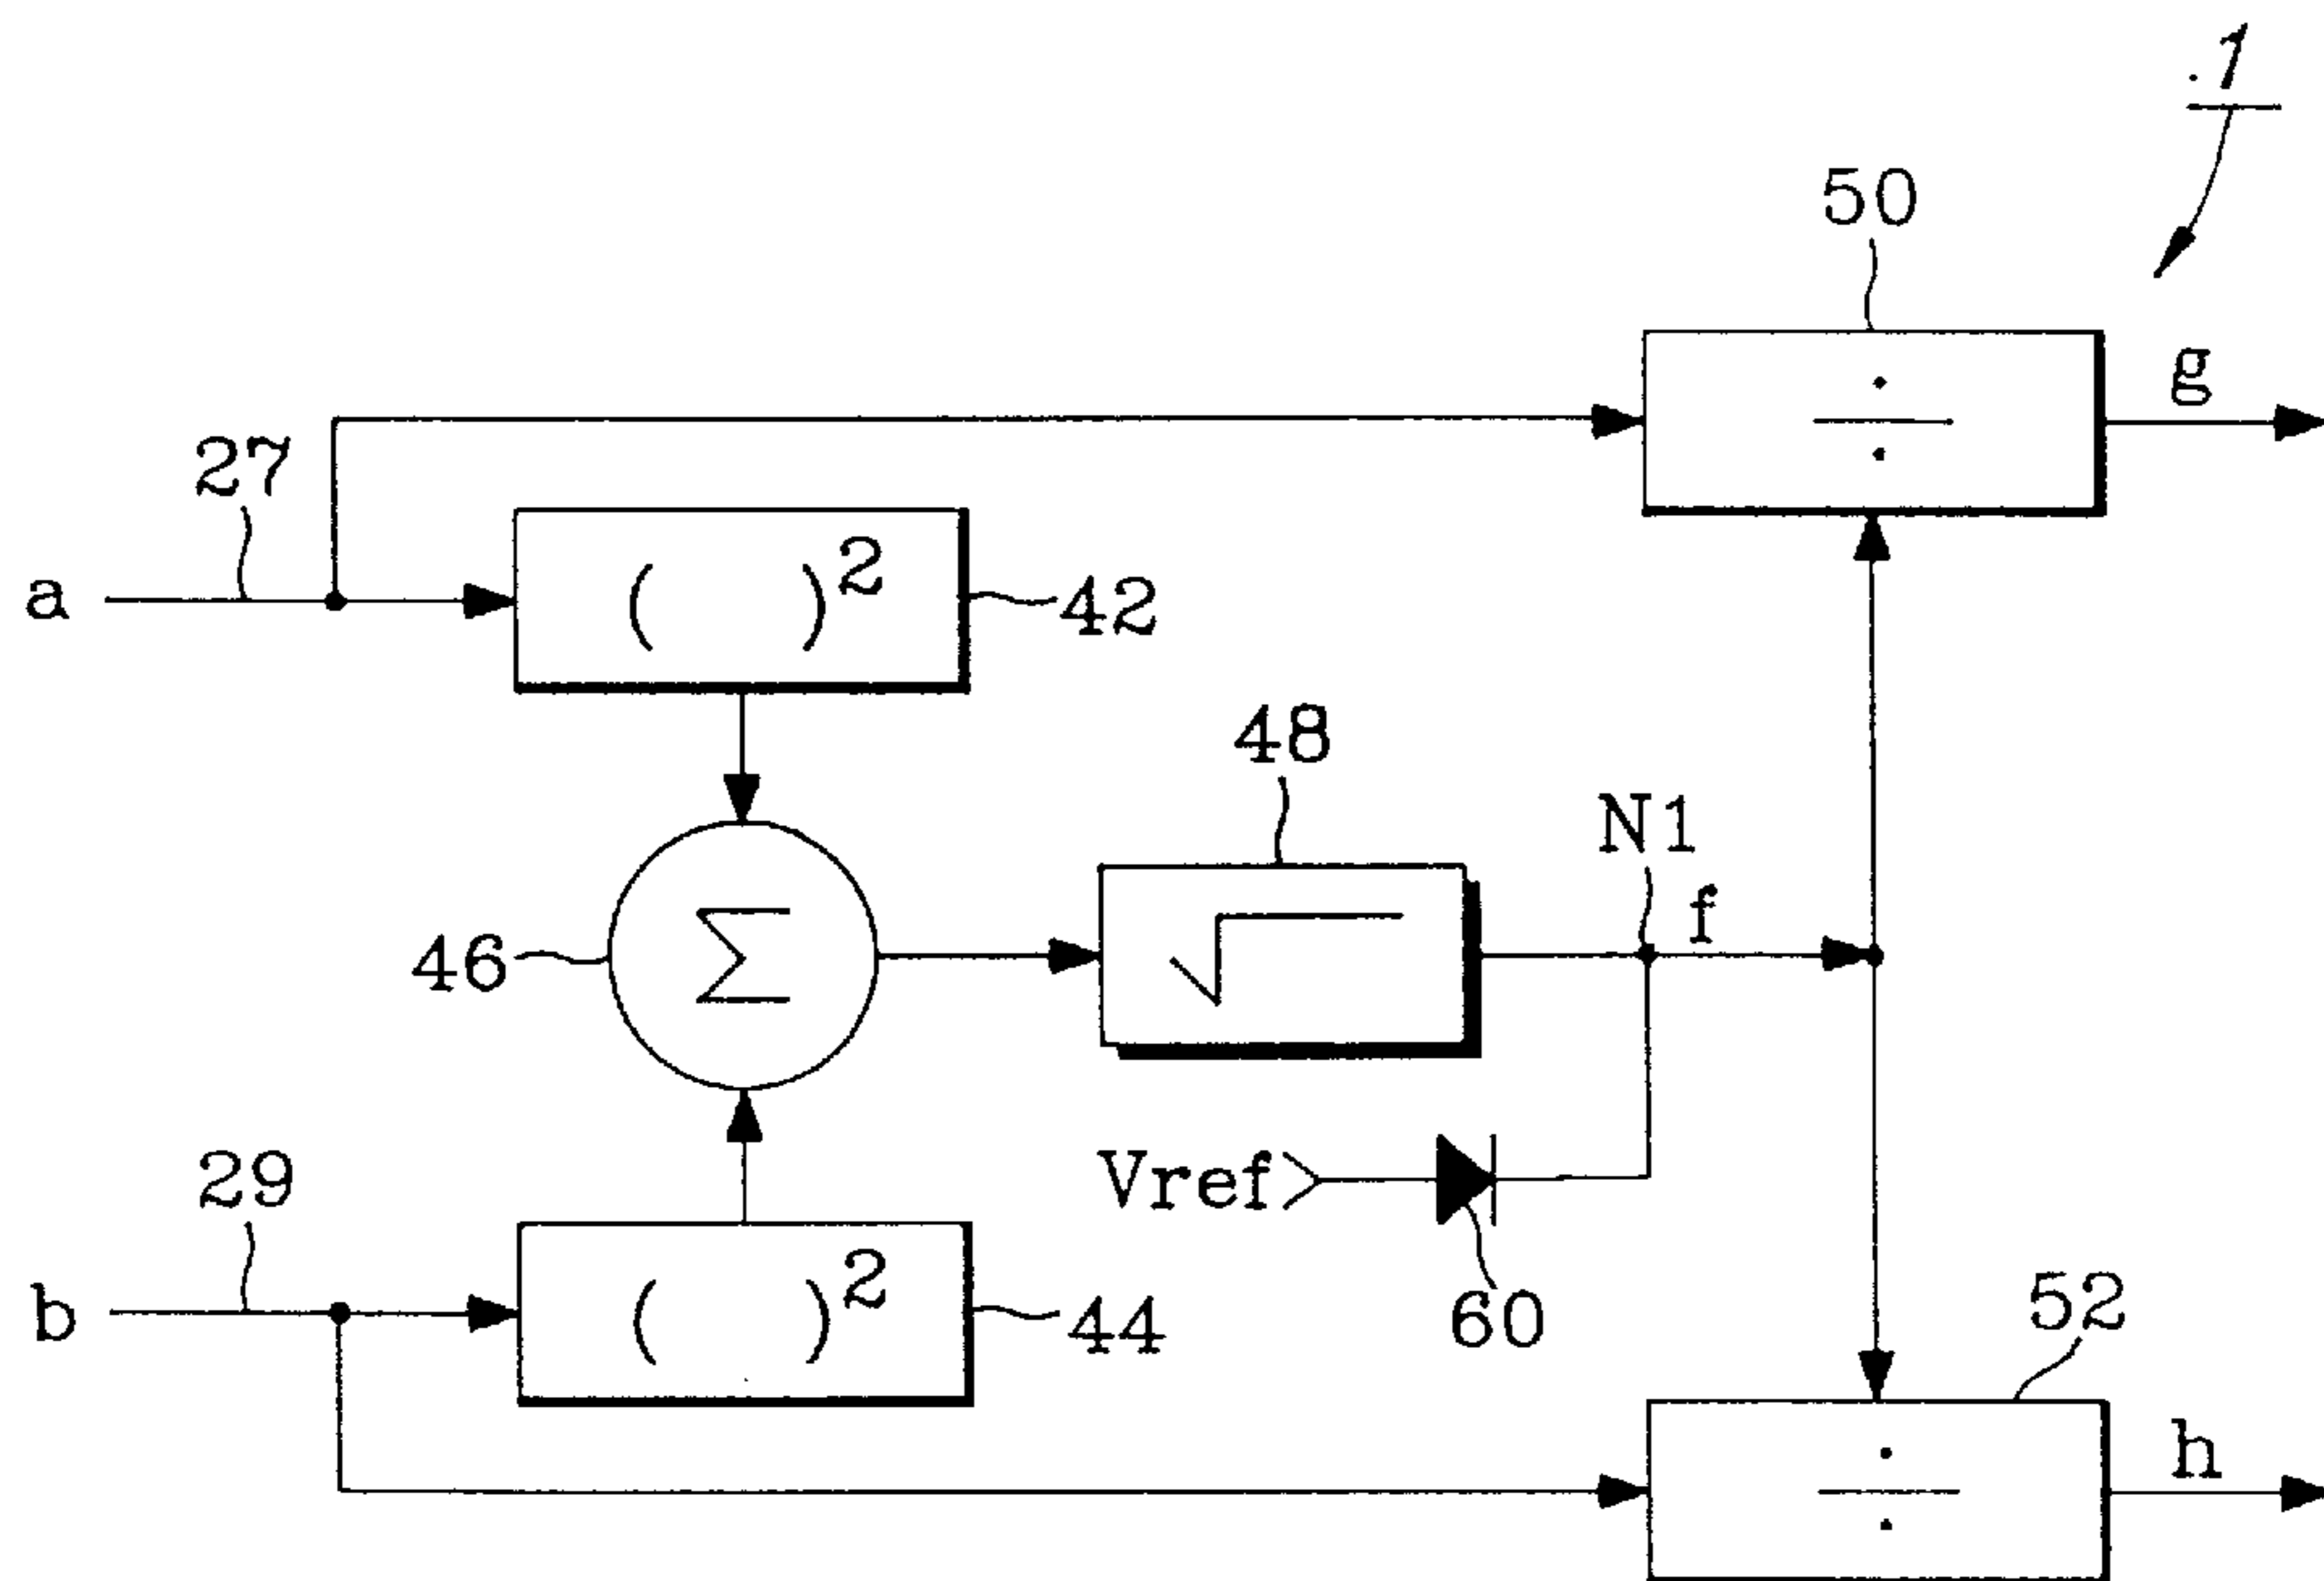 .1
50
g
27
a
( )²
42
48
N1
f
46
Σ
√
29
Vref
b
( )²
44
60
52
÷
h
÷